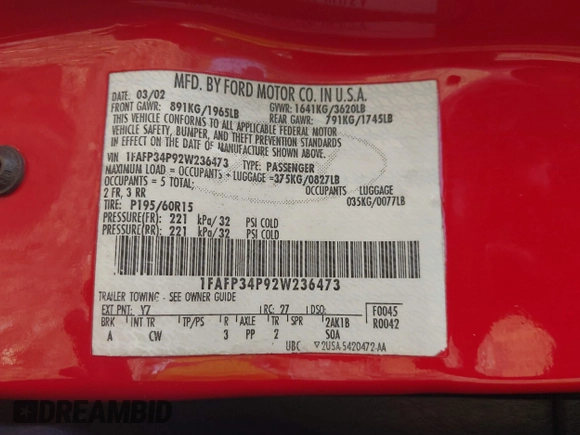 MFD. BY FORD MOTOR CO. IN U.S.A.
DATE: 03/02 GVWR: 1641KG/3620LB
FRONT GAWR: 891KG/1965LB REAR GAWR: 791KG/1745LB
THIS VEHICLE CONFORMS TO ALL APPLICABLE FEDERAL MOTOR
VEHICLE SAFETY, BUMPER, AND THEFT PREVENTION STANDARDS
IN EFFECT ON THE DATE OF MANUFACTURE SHOWN ABOVE
VIN 1FAFP34P92W236473 TYPE: PASSENGER
MAXIMUM LOAD = OCCUPANTS + LUGGAGE =375KG/0827LB
OCCUPANTS = 5 TOTAL; OCCUPANTS LUGGAGE
2 FR, 3 RR 035KG/0077LB
TIRE: P195/60R15
PRESSURE(FR): 221 kPa/32 PSI COLD
PRESSURE(RR): 221 kPa/32 PSI COLD
1FAFP34P92W236473
TRAILER TOWING - SEE OWNER GUIDE
EXT PNT: Y7 RC: 27 DSO: F0045
BRK INT TR TP/PS R AXLE TR SPR 2AK1B R0042
A CW 3 PP 2 SOA
UBC 2USA-5420472-AA
DREAMBID